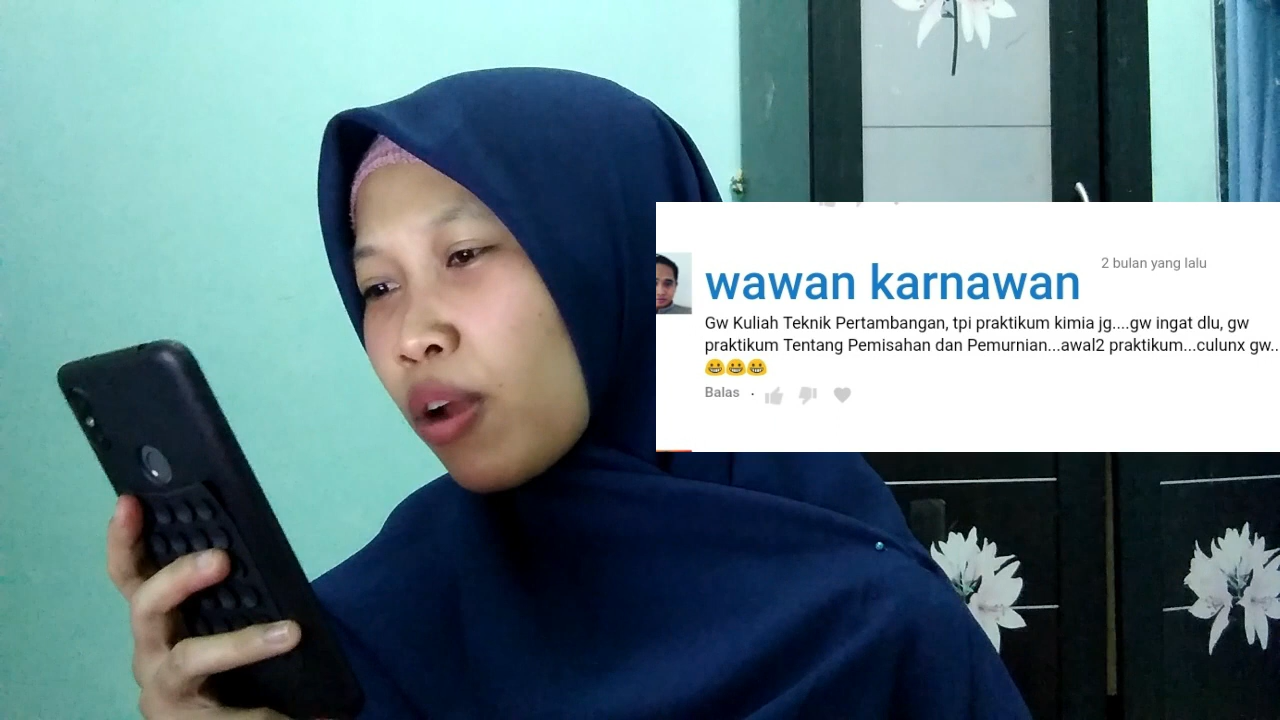 wawan karnawan
2 bulan yang lalu
Gw Kuliah Teknik Pertambangan, tpi praktikum kimia jg....gw ingat dlu, gw
praktikum Tentang Pemisahan dan Pemurnian...awal2 praktikum...culunx gw..
😀😀😀
Balas